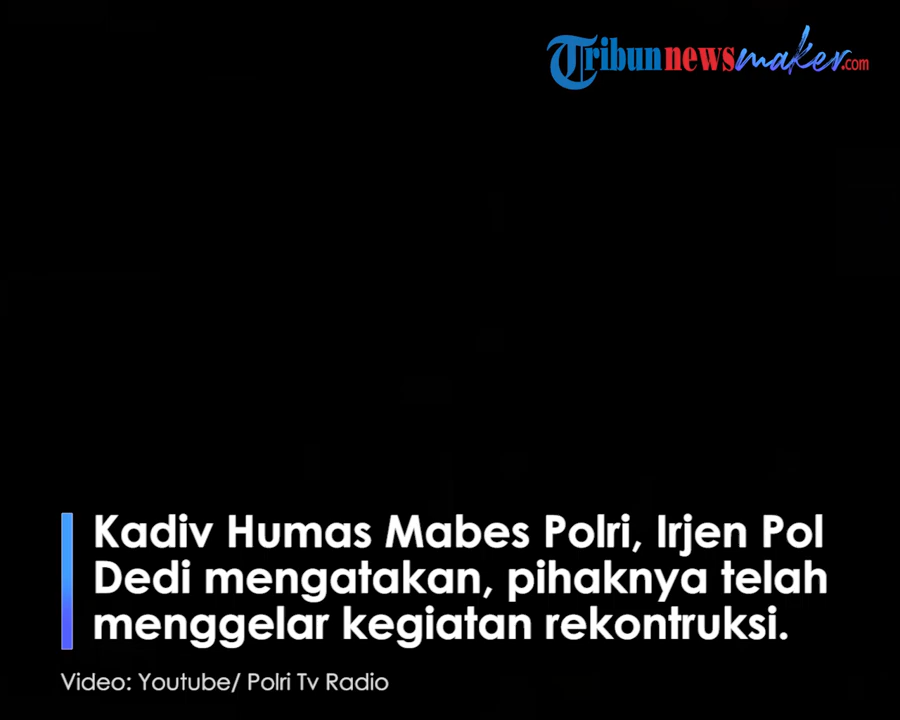 Tribunnewsmaker.com
Kadiv Humas Mabes Polri, Irjen Pol
Dedi mengatakan, pihaknya telah
menggelar kegiatan rekontruksi.
Video: Youtube/ Polri Tv Radio